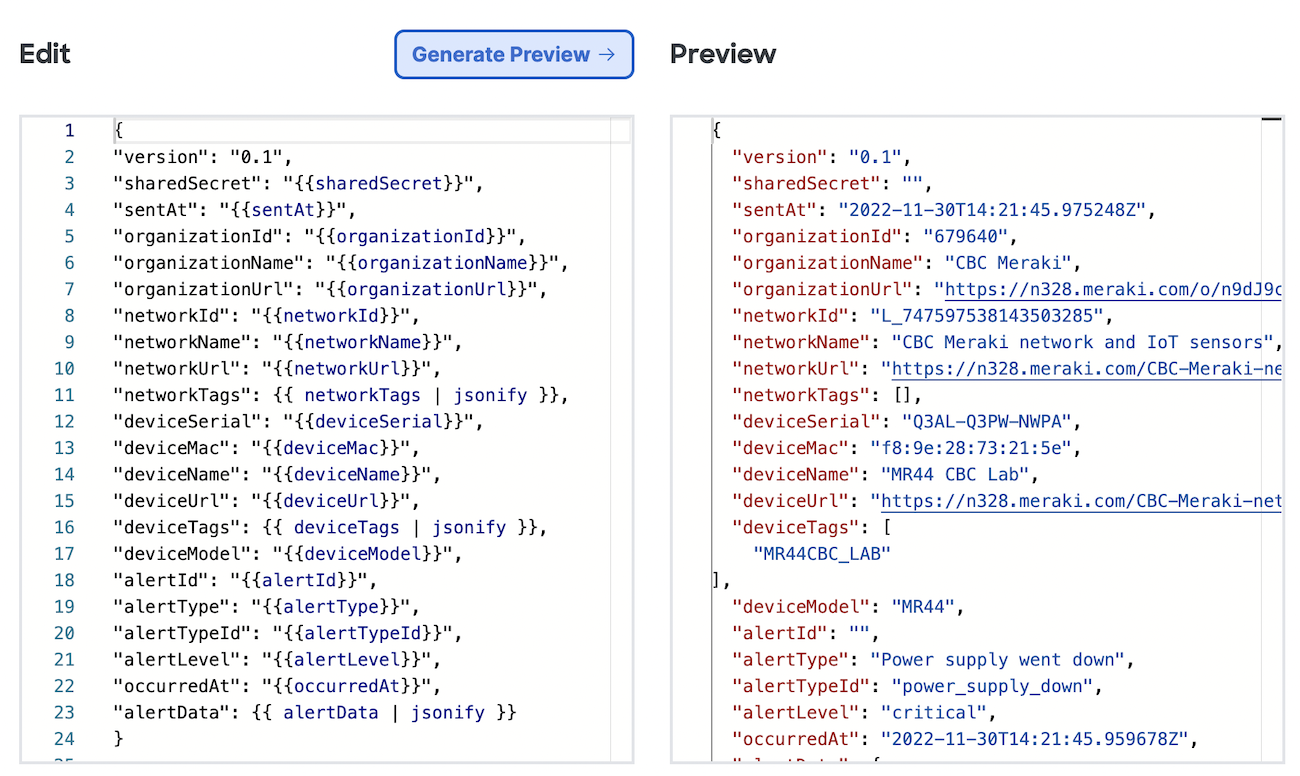 Edit
Generate Preview →
1 {
2 "version": "0.1",
3 "sharedSecret": "{{sharedSecret}}",
4 "sentAt": "{{sentAt}}",
5 "organizationId": "{{organizationId}}",
6 "organizationName": "{{organizationName}}",
7 "organizationUrl": "{{organizationUrl}}",
8 "networkId": "{{networkId}}",
9 "networkName": "{{networkName}}",
10 "networkUrl": "{{networkUrl}}",
11 "networkTags": {{ networkTags | jsonify }},
12 "deviceSerial": "{{deviceSerial}}",
13 "deviceMac": "{{deviceMac}}",
14 "deviceName": "{{deviceName}}",
15 "deviceUrl": "{{deviceUrl}}",
16 "deviceTags": {{ deviceTags | jsonify }},
17 "deviceModel": "{{deviceModel}}",
18 "alertId": "{{alertId}}",
19 "alertType": "{{alertType}}",
20 "alertTypeId": "{{alertTypeId}}",
21 "alertLevel": "{{alertLevel}}",
22 "occurredAt": "{{occurredAt}}",
23 "alertData": {{ alertData | jsonify }}
24 }
Preview
{
"version": "0.1",
"sharedSecret": "",
"sentAt": "2022-11-30T14:21:45.975248Z",
"organizationId": "679640",
"organizationName": "CBC Meraki",
"organizationUrl": "https://n328.meraki.com/o/n9dJ9c
"networkId": "L_747597538143503285",
"networkName": "CBC Meraki network and IoT sensors",
"networkUrl": "https://n328.meraki.com/CBC-Meraki-ne
"networkTags": [],
"deviceSerial": "Q3AL-Q3PW-NWPA",
"deviceMac": "f8:9e:28:73:21:5e",
"deviceName": "MR44 CBC Lab",
"deviceUrl": "https://n328.meraki.com/CBC-Meraki-net
"deviceTags": [
"MR44CBC_LAB"
],
"deviceModel": "MR44",
"alertId": "",
"alertType": "Power supply went down",
"alertTypeId": "power_supply_down",
"alertLevel": "critical",
"occurredAt": "2022-11-30T14:21:45.959678Z",